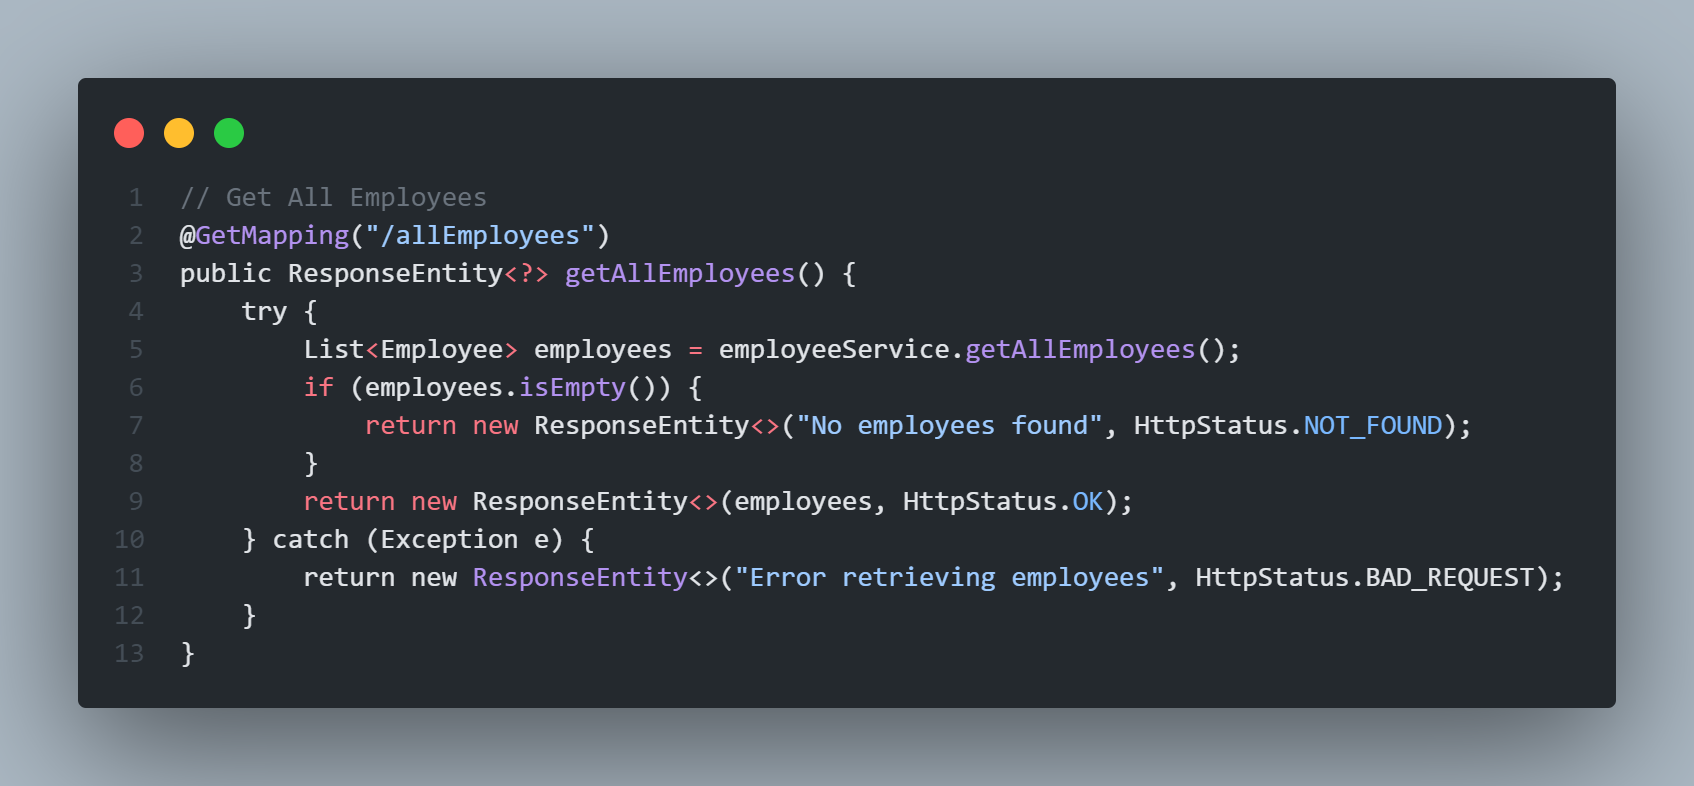 1 // Get All Employees
2 @GetMapping("/allEmployees")
3 public ResponseEntity<?> getAllEmployees() {
4     try {
5         List<Employee> employees = employeeService.getAllEmployees();
6         if (employees.isEmpty()) {
7             return new ResponseEntity<>("No employees found", HttpStatus.NOT_FOUND);
8         }
9         return new ResponseEntity<>(employees, HttpStatus.OK);
10     } catch (Exception e) {
11         return new ResponseEntity<>("Error retrieving employees", HttpStatus.BAD_REQUEST);
12     }
13 }